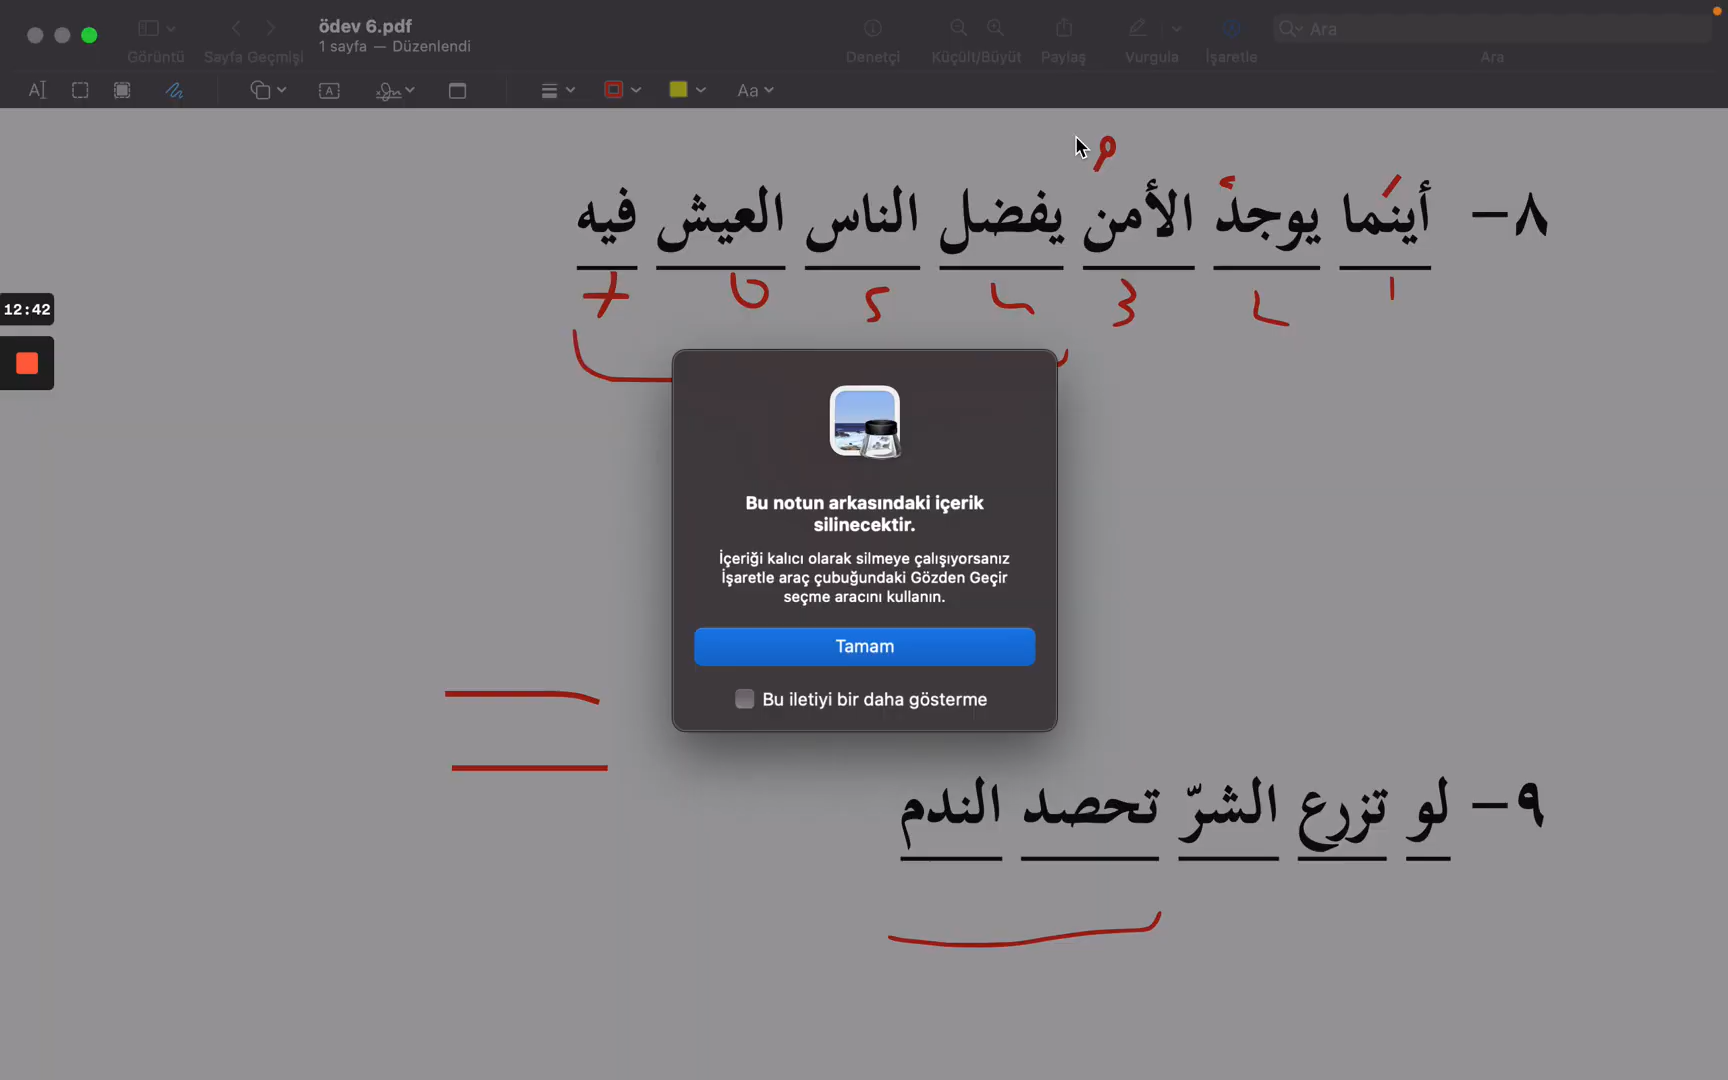 ödev 6.pdf
1 sayfa — Düzenlendi
Görüntü
Sayfa Geçmişi
Denetçi
Küçült/Büyüt
Paylaş
Vurgula
İşaretle
Ara
Ara
A
Aa
٨– أينما يوجد الأمن يفضل الناس العيش فيه
1 2 3
12:42
Bu notun arkasındaki içerik
silinecektir.
İçeriği kalıcı olarak silmeye çalışıyorsanız
İşaretle araç çubuğundaki Gözden Geçir
seçme aracını kullanın.
Tamam
Bu iletiyi bir daha gösterme
٩– لو تزرع الشرّ تحصد الندم